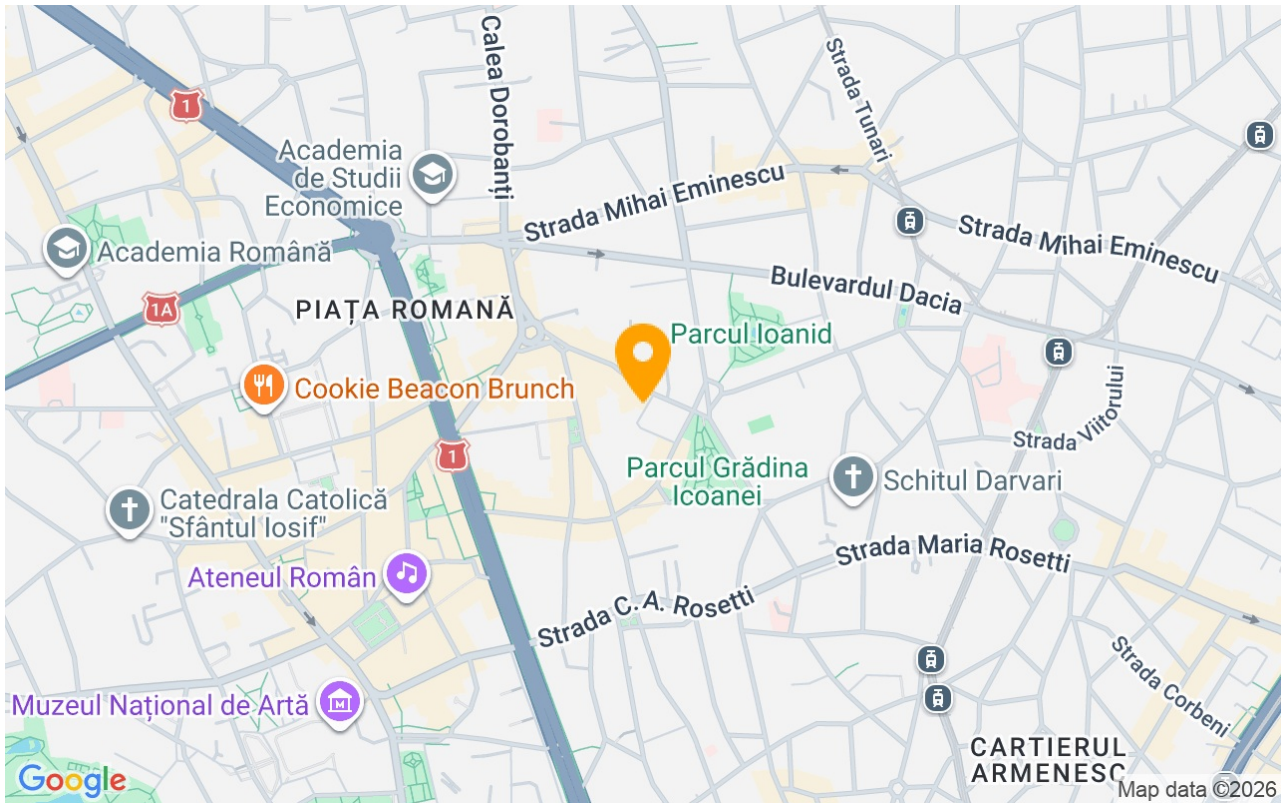 Calea Dorobanți
Strada Tunari
1
Academia
de Studii
Economice
Strada Mihai Eminescu
Strada Mihai Eminescu
Academia Română
Bulevardul Dacia
1A
PIAȚA ROMANĂ
Parcul Ioanid
Cookie Beacon Brunch
Strada Viitorului
1
Parcul Grădina
Icoanei
Schitul Darvari
Catedrala Catolică
"Sfântul Iosif"
Strada Maria Rosetti
Ateneul Român
Strada C. A. Rosetti
Strada Corbeni
Muzeul Național de Artă
M
CARTIERUL
ARMENESC
Google
Map data ©2026